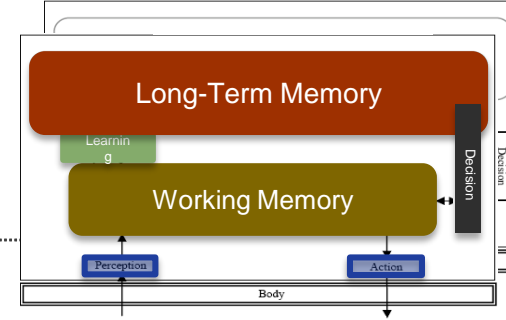 Long-Term Memory
Learnin
g
Decision
Decision
Working Memory
Perception
Action
Body